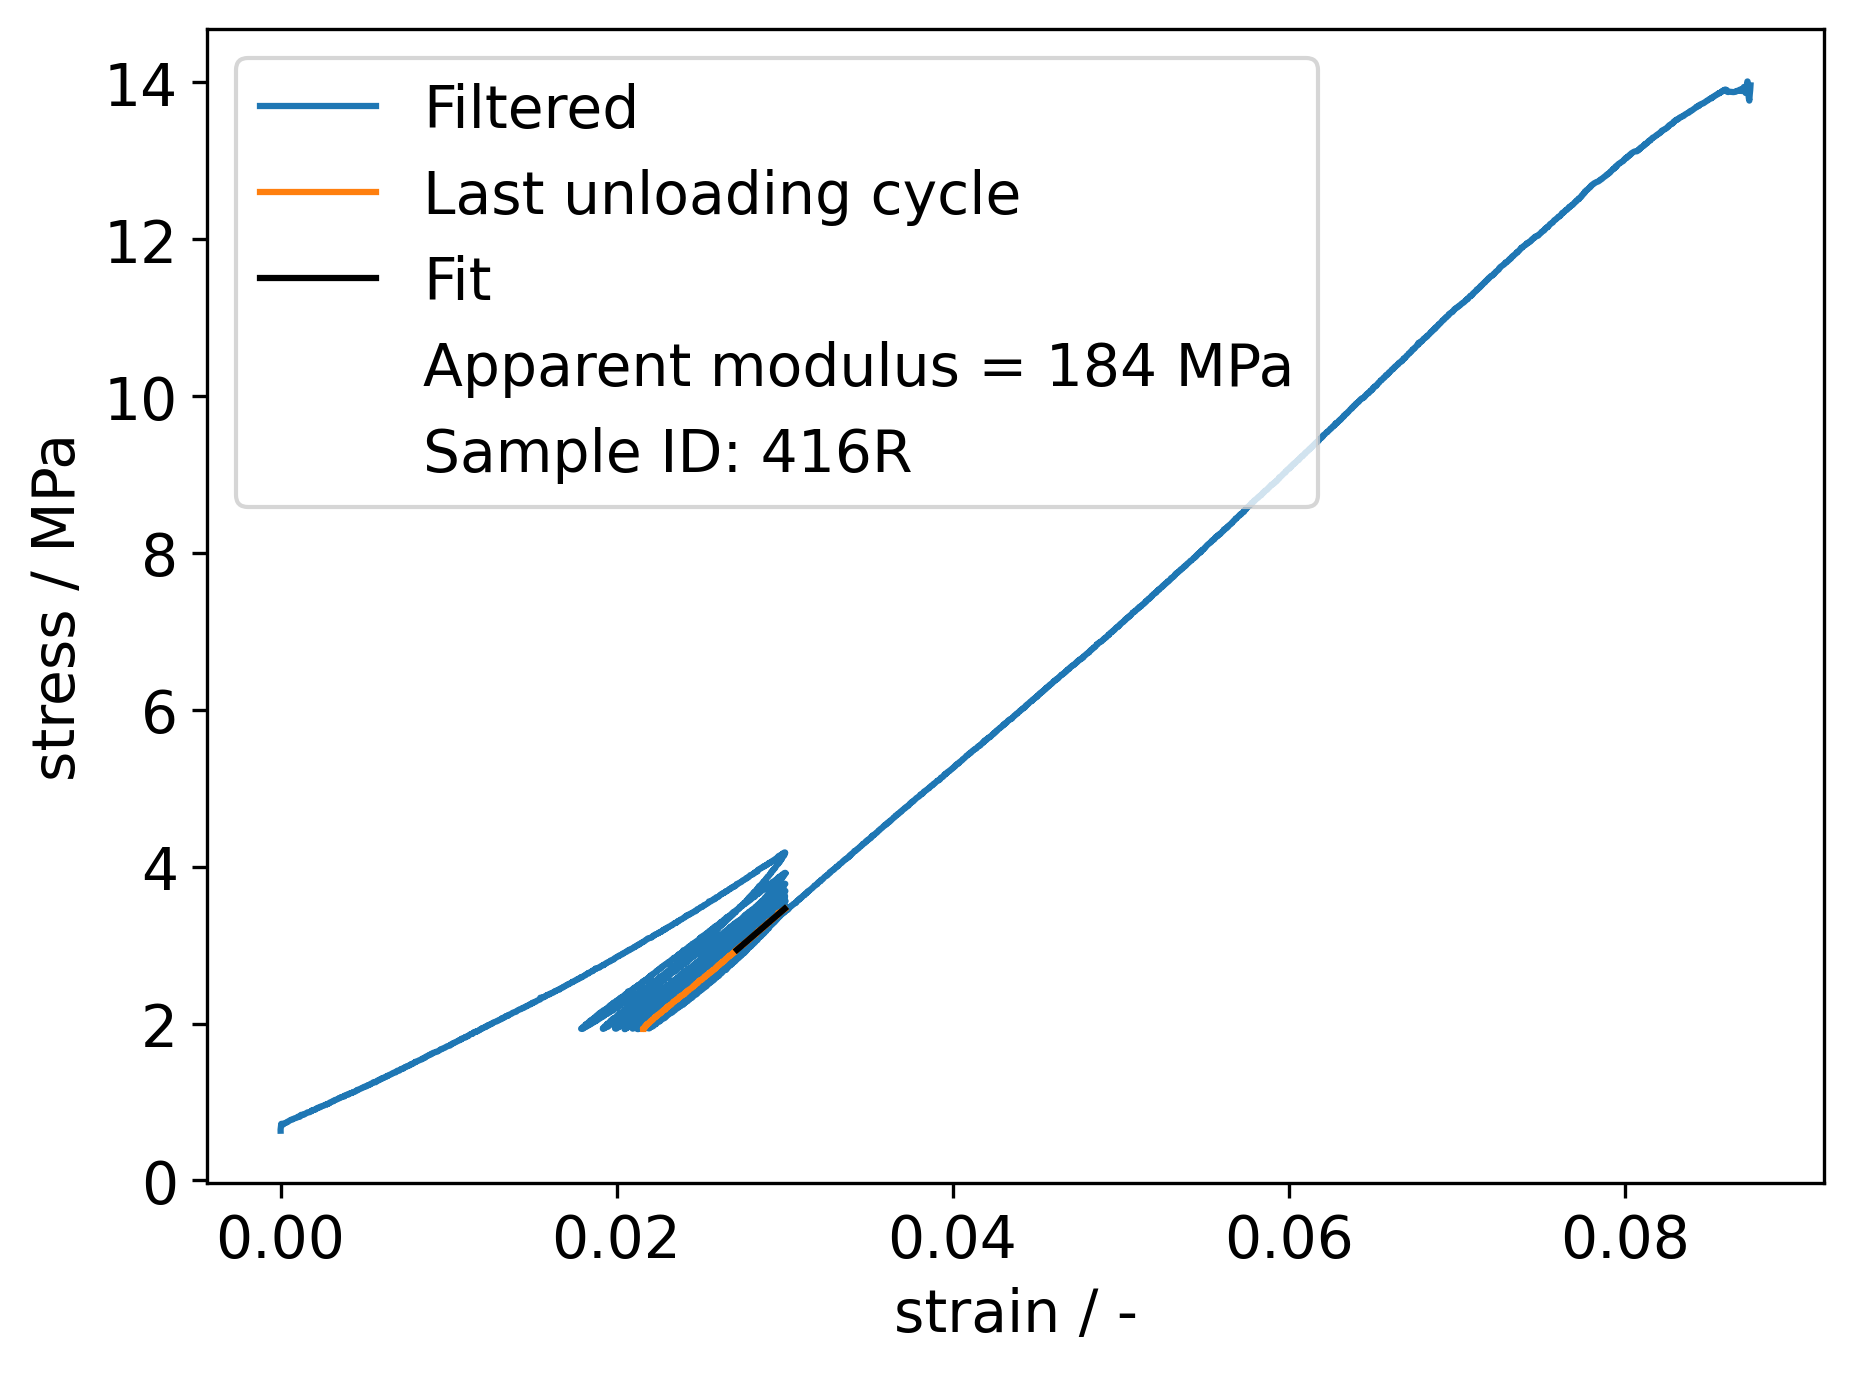 14
12
10
8
6
4
2
0
stress / MPa
Filtered
Last unloading cycle
Fit
Apparent modulus = 184 MPa
Sample ID: 416R
0.00 0.02 0.04 0.06 0.08
strain / -